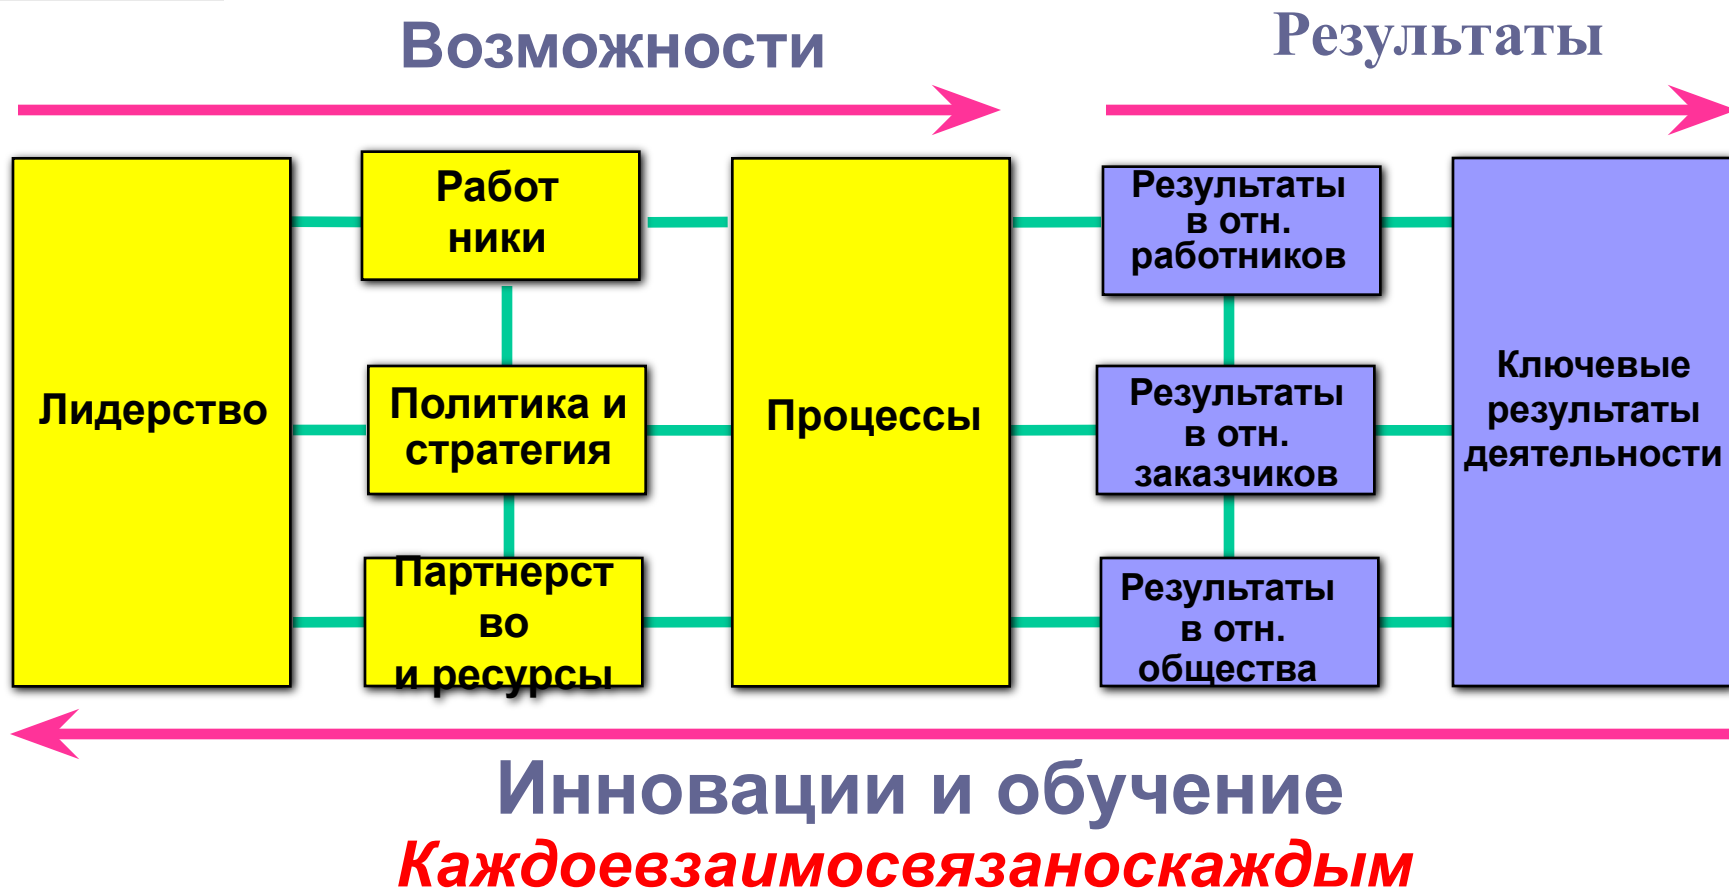 Возможности
Результаты
Работ
ники
Результаты
в отн.
работников
Лидерство
Политика и
стратегия
Процессы
Результаты
в отн.
заказчиков
Ключевые
результаты
деятельности
Партнерст
во
и ресурсы
Результаты
в отн.
общества
Инновации и обучение
Каждоевзаимосвязаноскаждым